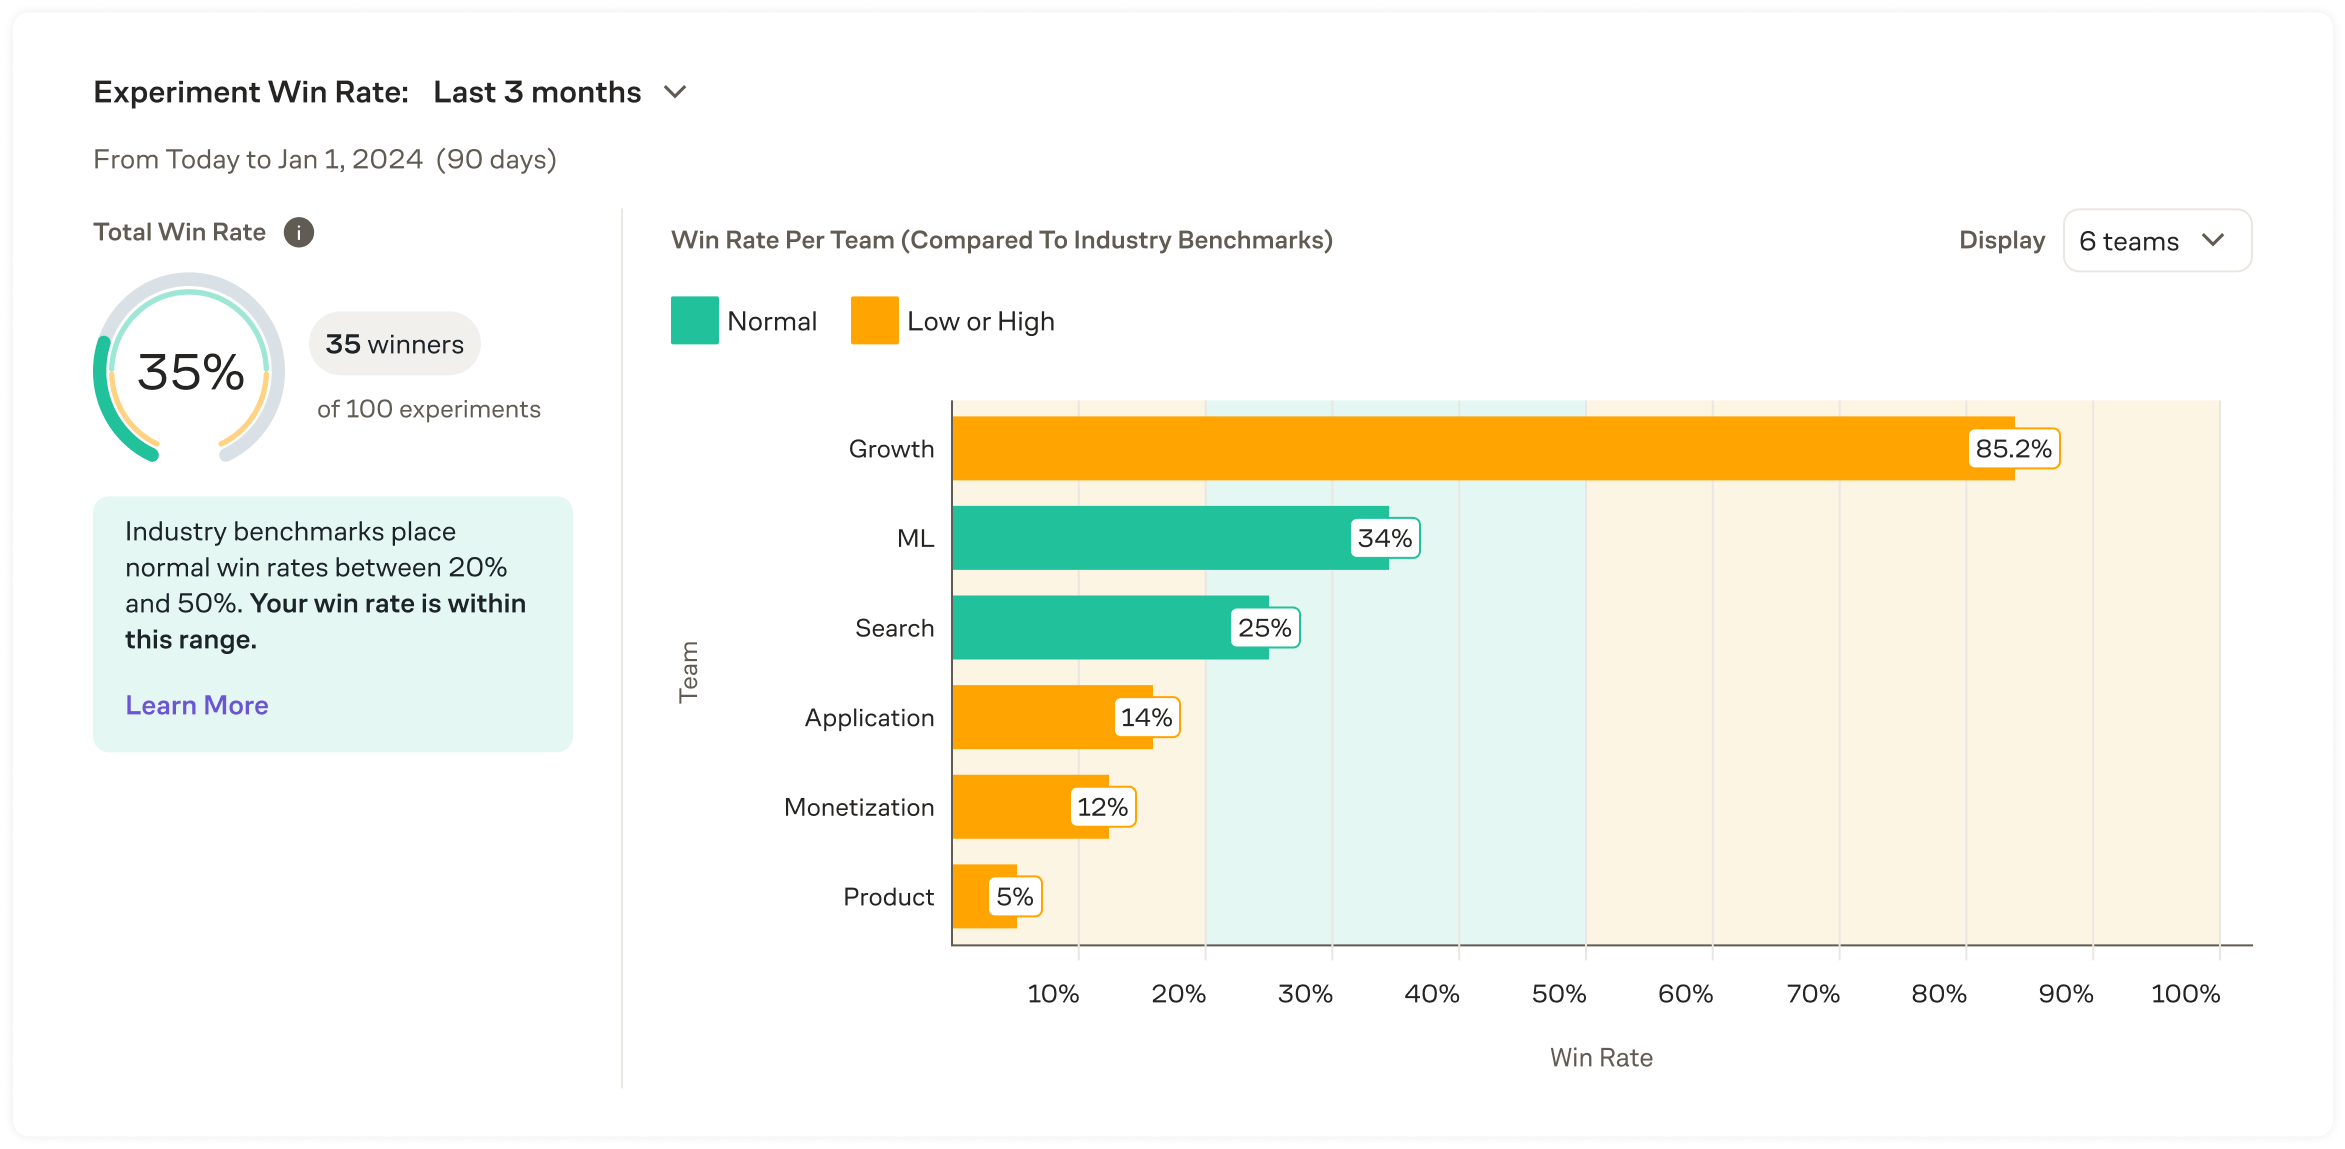 Experiment Win Rate: Last 3 months
From Today to Jan 1, 2024 (90 days)
Total Win Rate i
35%
35 winners
of 100 experiments
Industry benchmarks place
normal win rates between 20%
and 50%. Your win rate is within
this range.
Learn More
Win Rate Per Team (Compared To Industry Benchmarks)
Display 6 teams
Normal Low or High
Team
Growth 85.2%
ML 34%
Search 25%
Application 14%
Monetization 12%
Product 5%
10% 20% 30% 40% 50% 60% 70% 80% 90% 100%
Win Rate